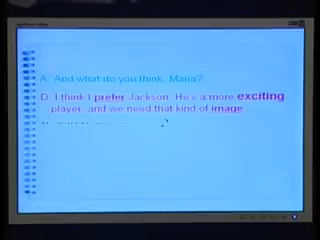 A: And what do you think, Maria?
D: I think I prefer Jackson. He's a more exciting
player and we need that kind of image